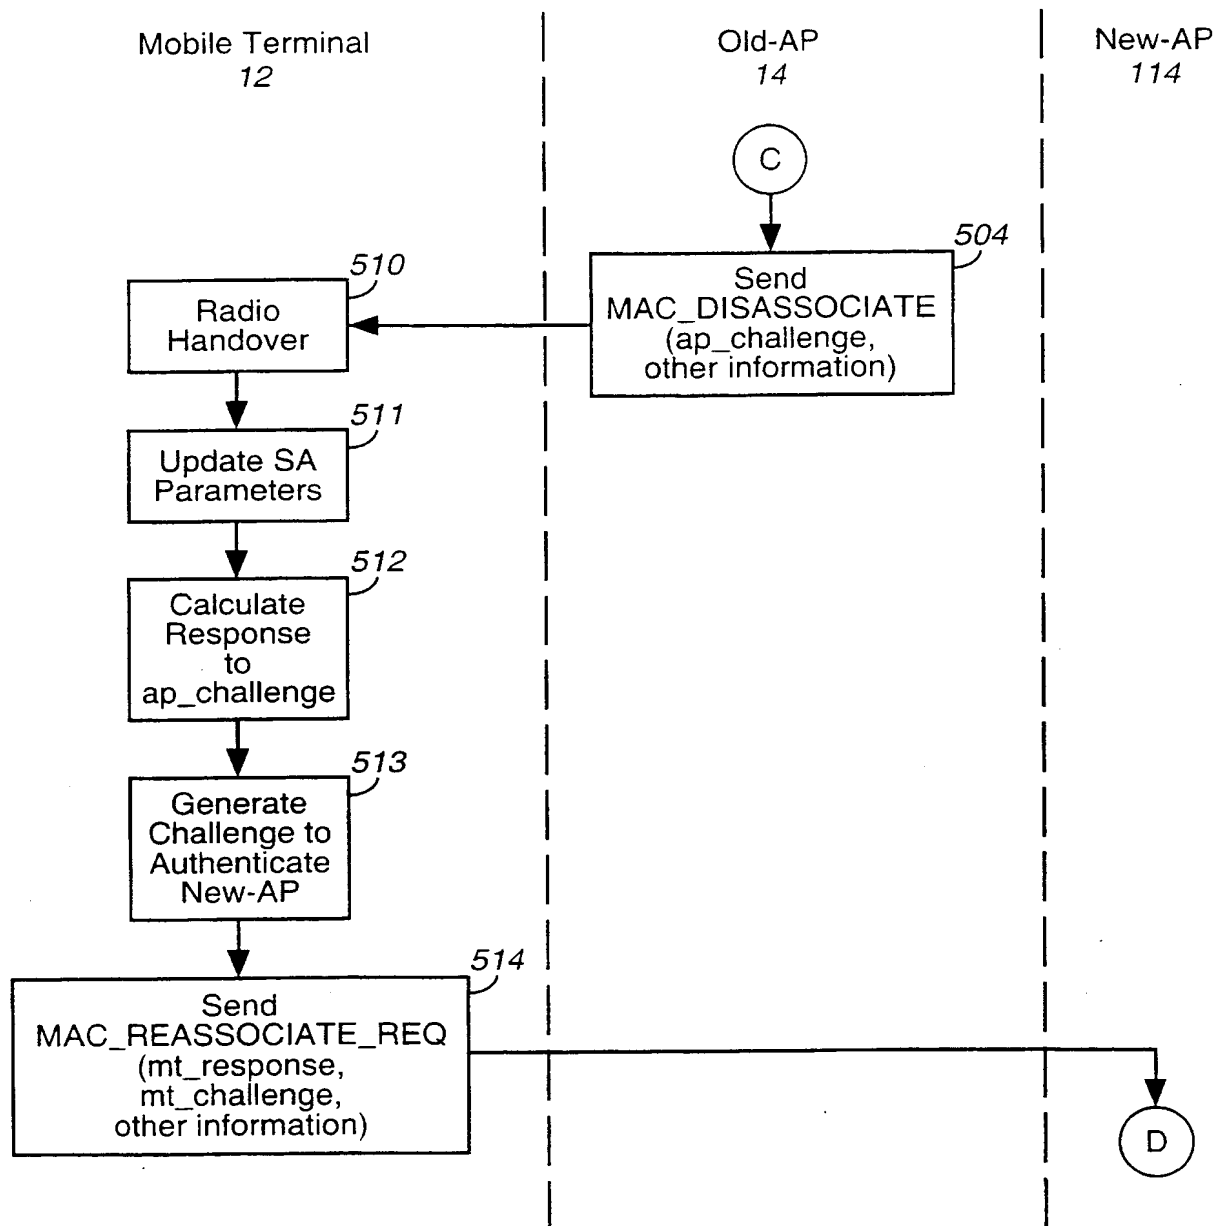 Mobile Terminal
12
Old-AP
14
New-AP
114
C
504
Send
MAC_DISASSOCIATE
(ap_challenge,
other information)
510
Radio
Handover
511
Update SA
Parameters
512
Calculate
Response
to
ap_challenge
513
Generate
Challenge to
Authenticate
New-AP
514
Send
MAC_REASSOCIATE_REQ
(mt_response,
mt_challenge,
other information)
D